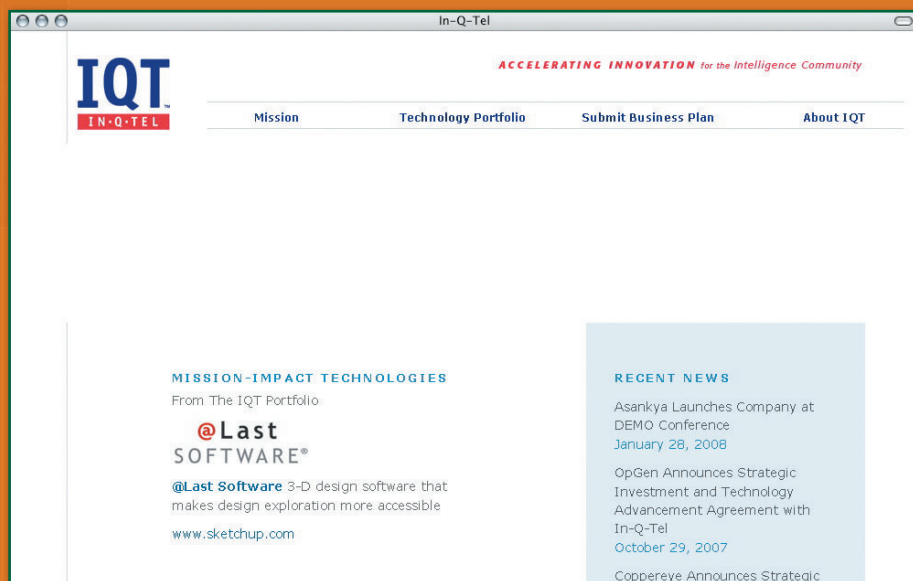 In-Q-Tel
IQT™
IN·Q·TEL
ACCELERATING INNOVATION for the Intelligence Community
Mission Technology Portfolio Submit Business Plan About IQT
MISSION-IMPACT TECHNOLOGIES
From The IQT Portfolio
@Last
SOFTWARE®
@Last Software 3-D design software that
makes design exploration more accessible
www.sketchup.com
RECENT NEWS
Asankya Launches Company at
DEMO Conference
January 28, 2008
OpGen Announces Strategic
Investment and Technology
Advancement Agreement with
In-Q-Tel
October 29, 2007
Coppereye Announces Strategic